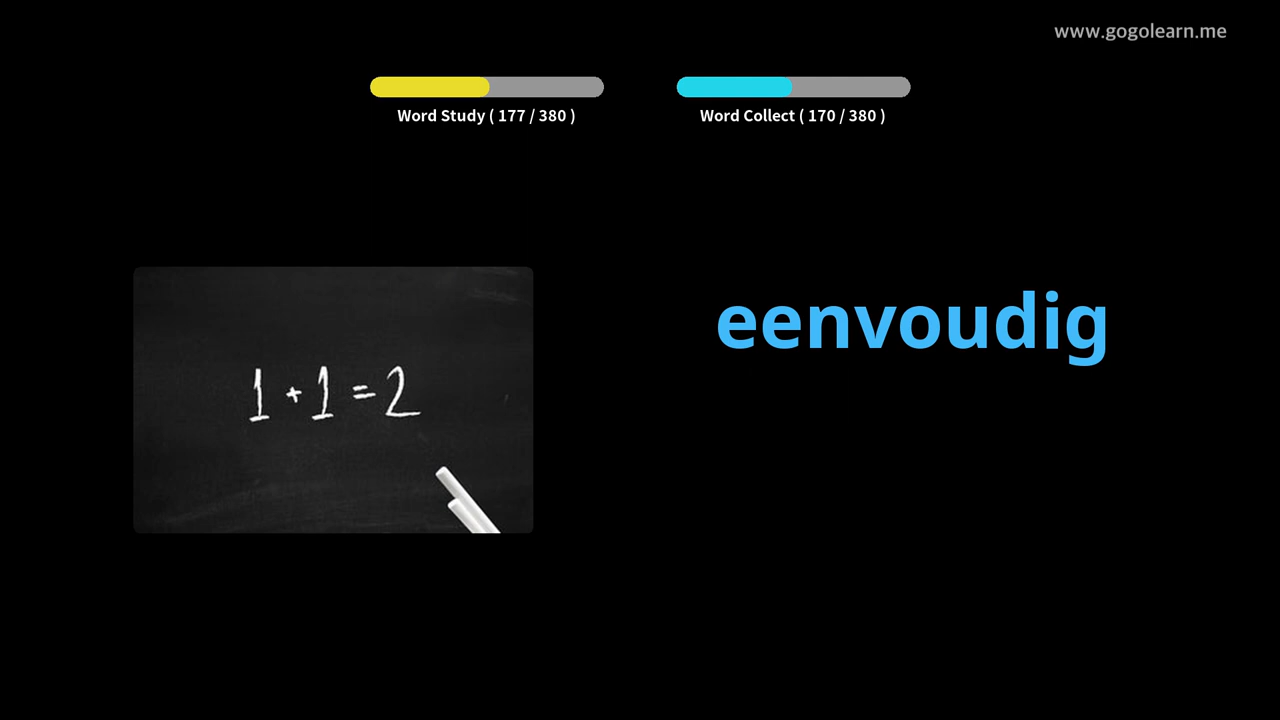 www.gogolearn.me
Word Study ( 177 / 380 )
Word Collect ( 170 / 380 )
eenvoudig
1 + 1 = 2